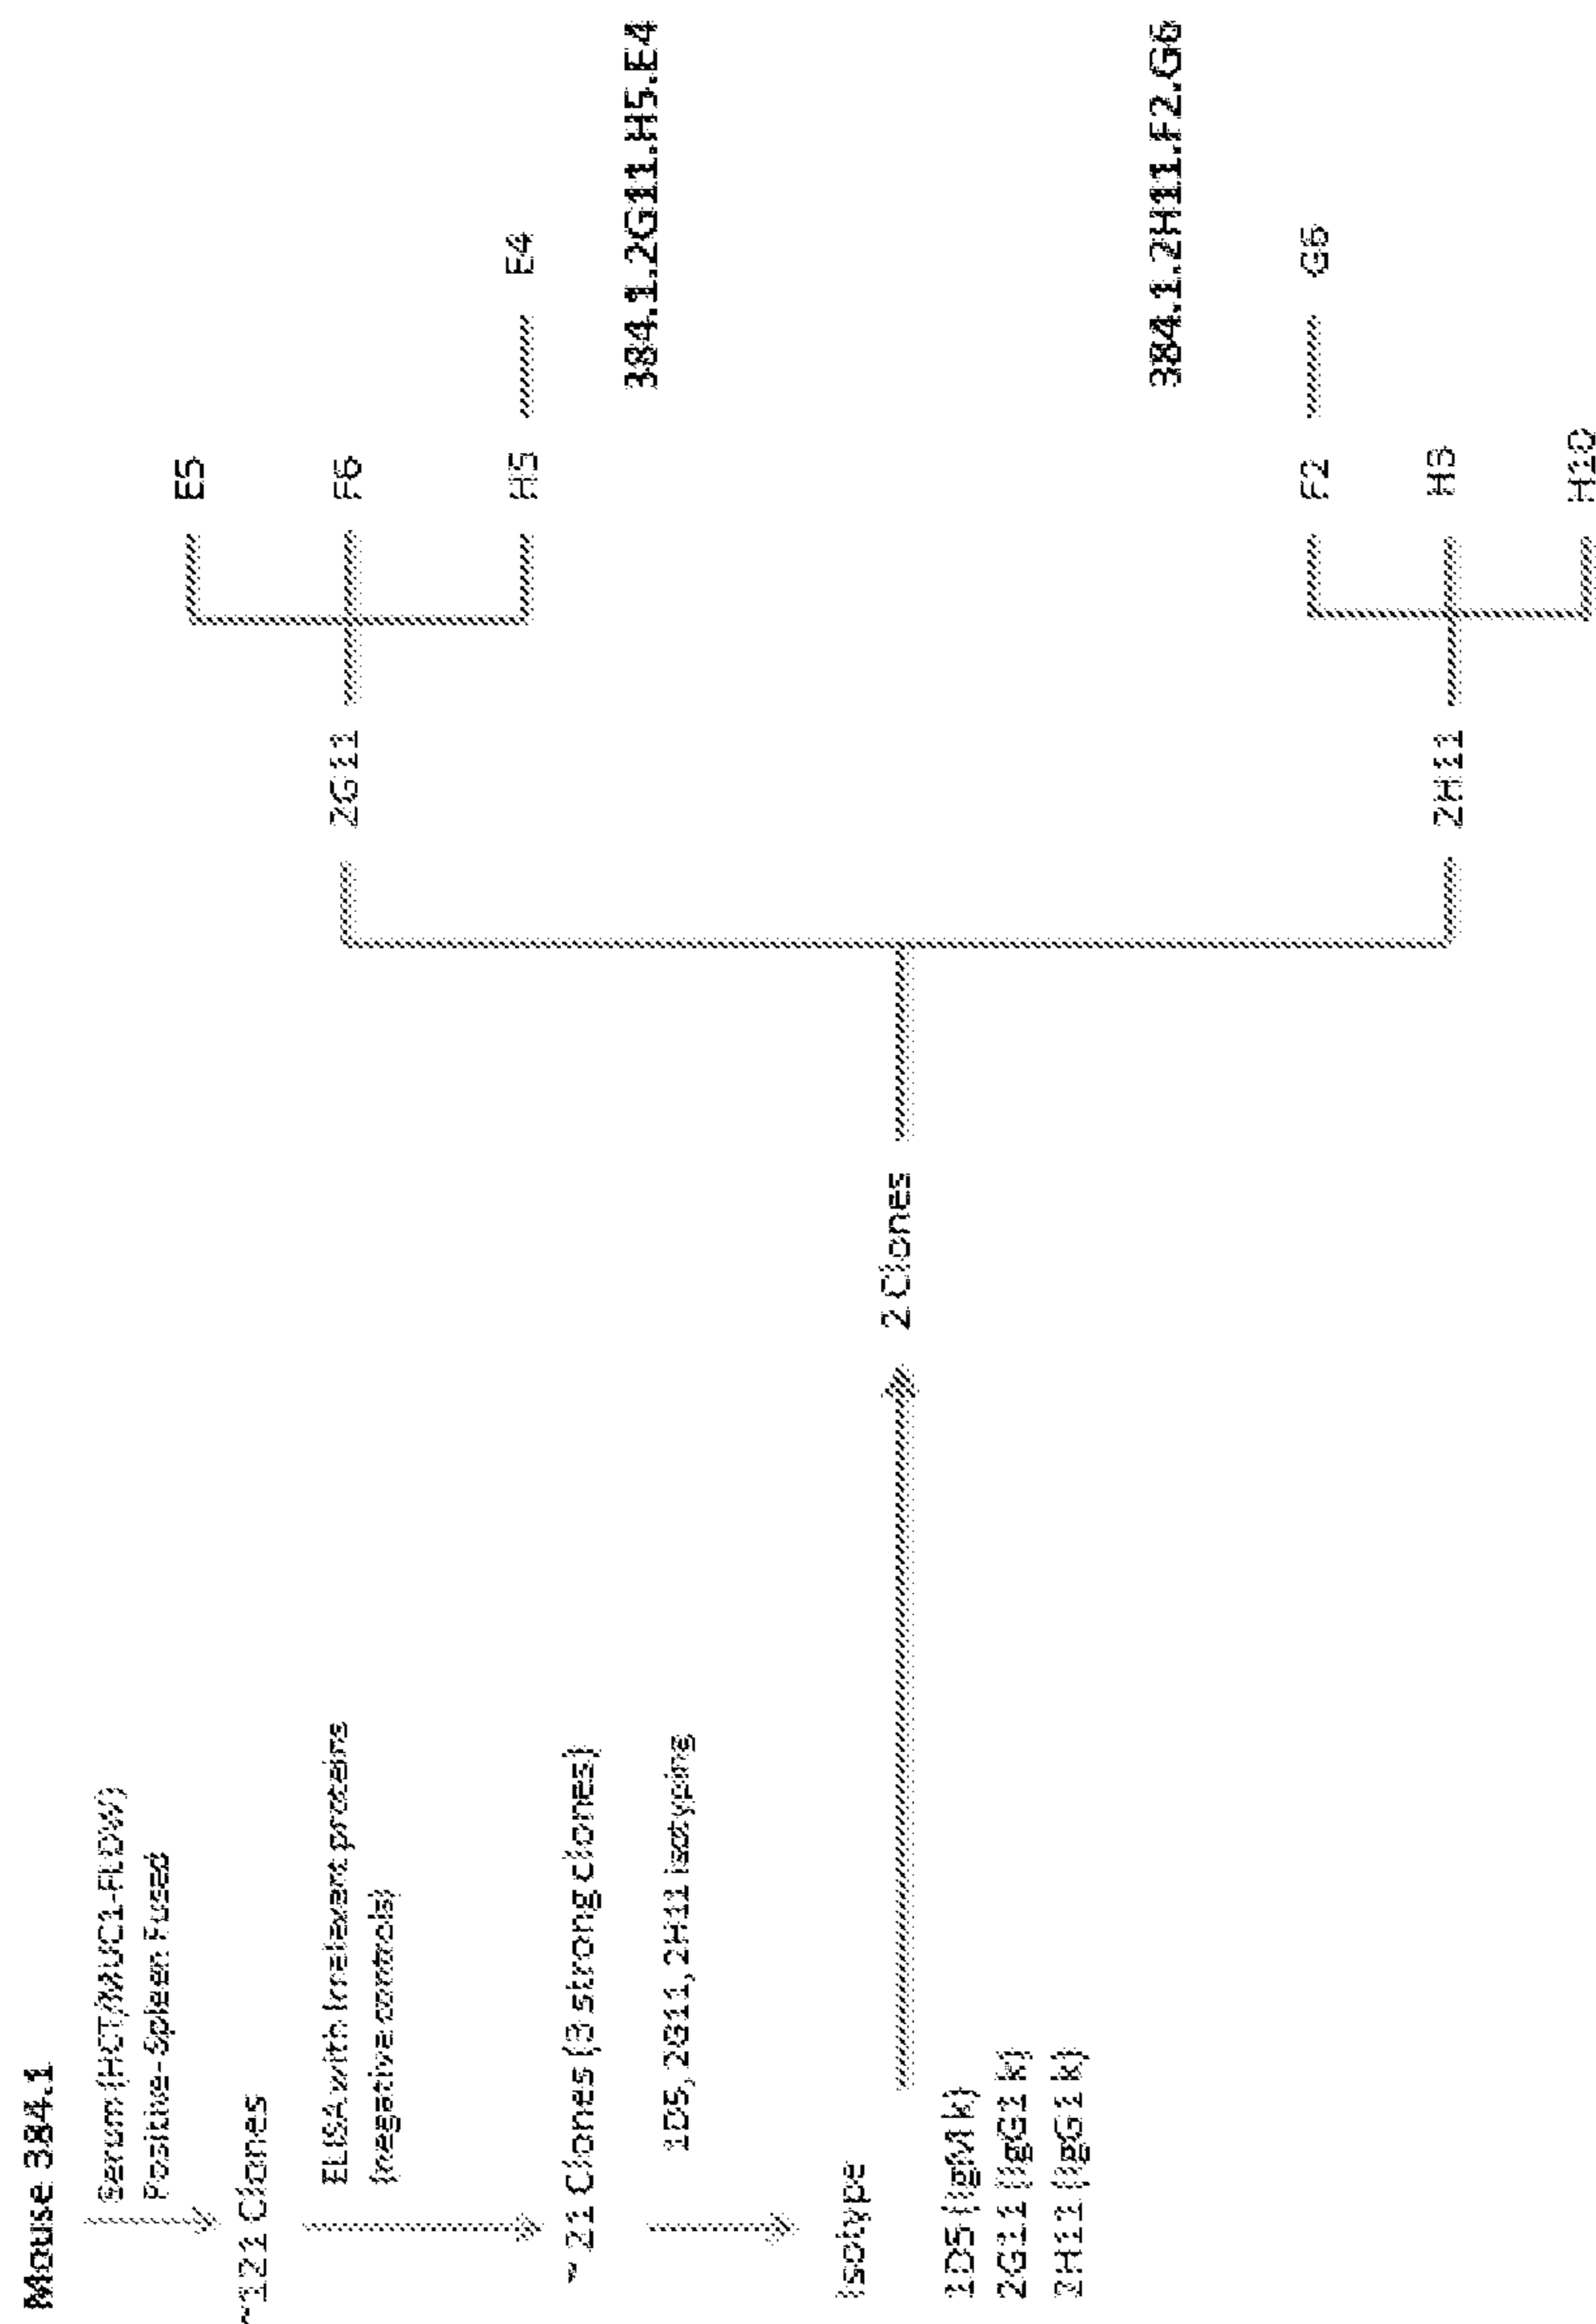 Mouse 384.1
Serum (HCT/MUC1-FLOW)
Positive-Spleen Fused
~121 Clones
ELISA with Irrelevant proteins
(negative controls)
~ 21 Clones (3 strong clones)
1D5, 2G11, 2H11 isotyping
Isotype
1D5 (IgM k)
2G11 (IgG1 k)
2H11 (IgG1 k)
2 Clones
2G11
E5
F6
H5
E4
384.1.2G11.H5.E4
2H11
F2
G6
H3
H10
384.1.2H11.F2.G6